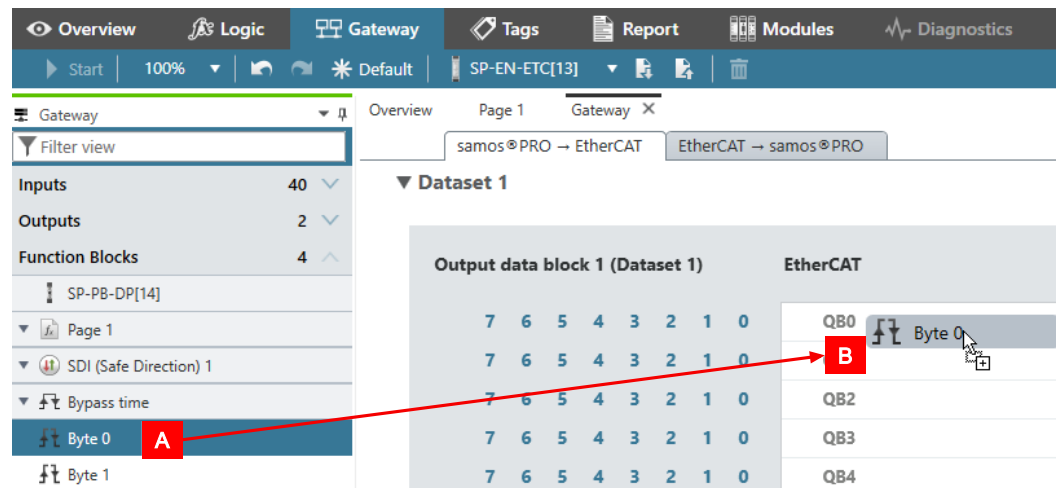 Overview Logic Gateway Tags Report Modules Diagnostics
Start 100% Default SP-EN-ETC[13]
Gateway
Filter view
Inputs 40
Outputs 2
Function Blocks 4
SP-PB-DP[14]
Page 1
SDI (Safe Direction) 1
Bypass time
Byte 0 A
Byte 1
Overview Page 1 Gateway
samos®PRO → EtherCAT EtherCAT → samos®PRO
Dataset 1
Output data block 1 (Dataset 1) EtherCAT
7 6 5 4 3 2 1 0 QB0 Byte 0
7 6 5 4 3 2 1 0 B
7 6 5 4 3 2 1 0 QB2
7 6 5 4 3 2 1 0 QB3
7 6 5 4 3 2 1 0 QB4